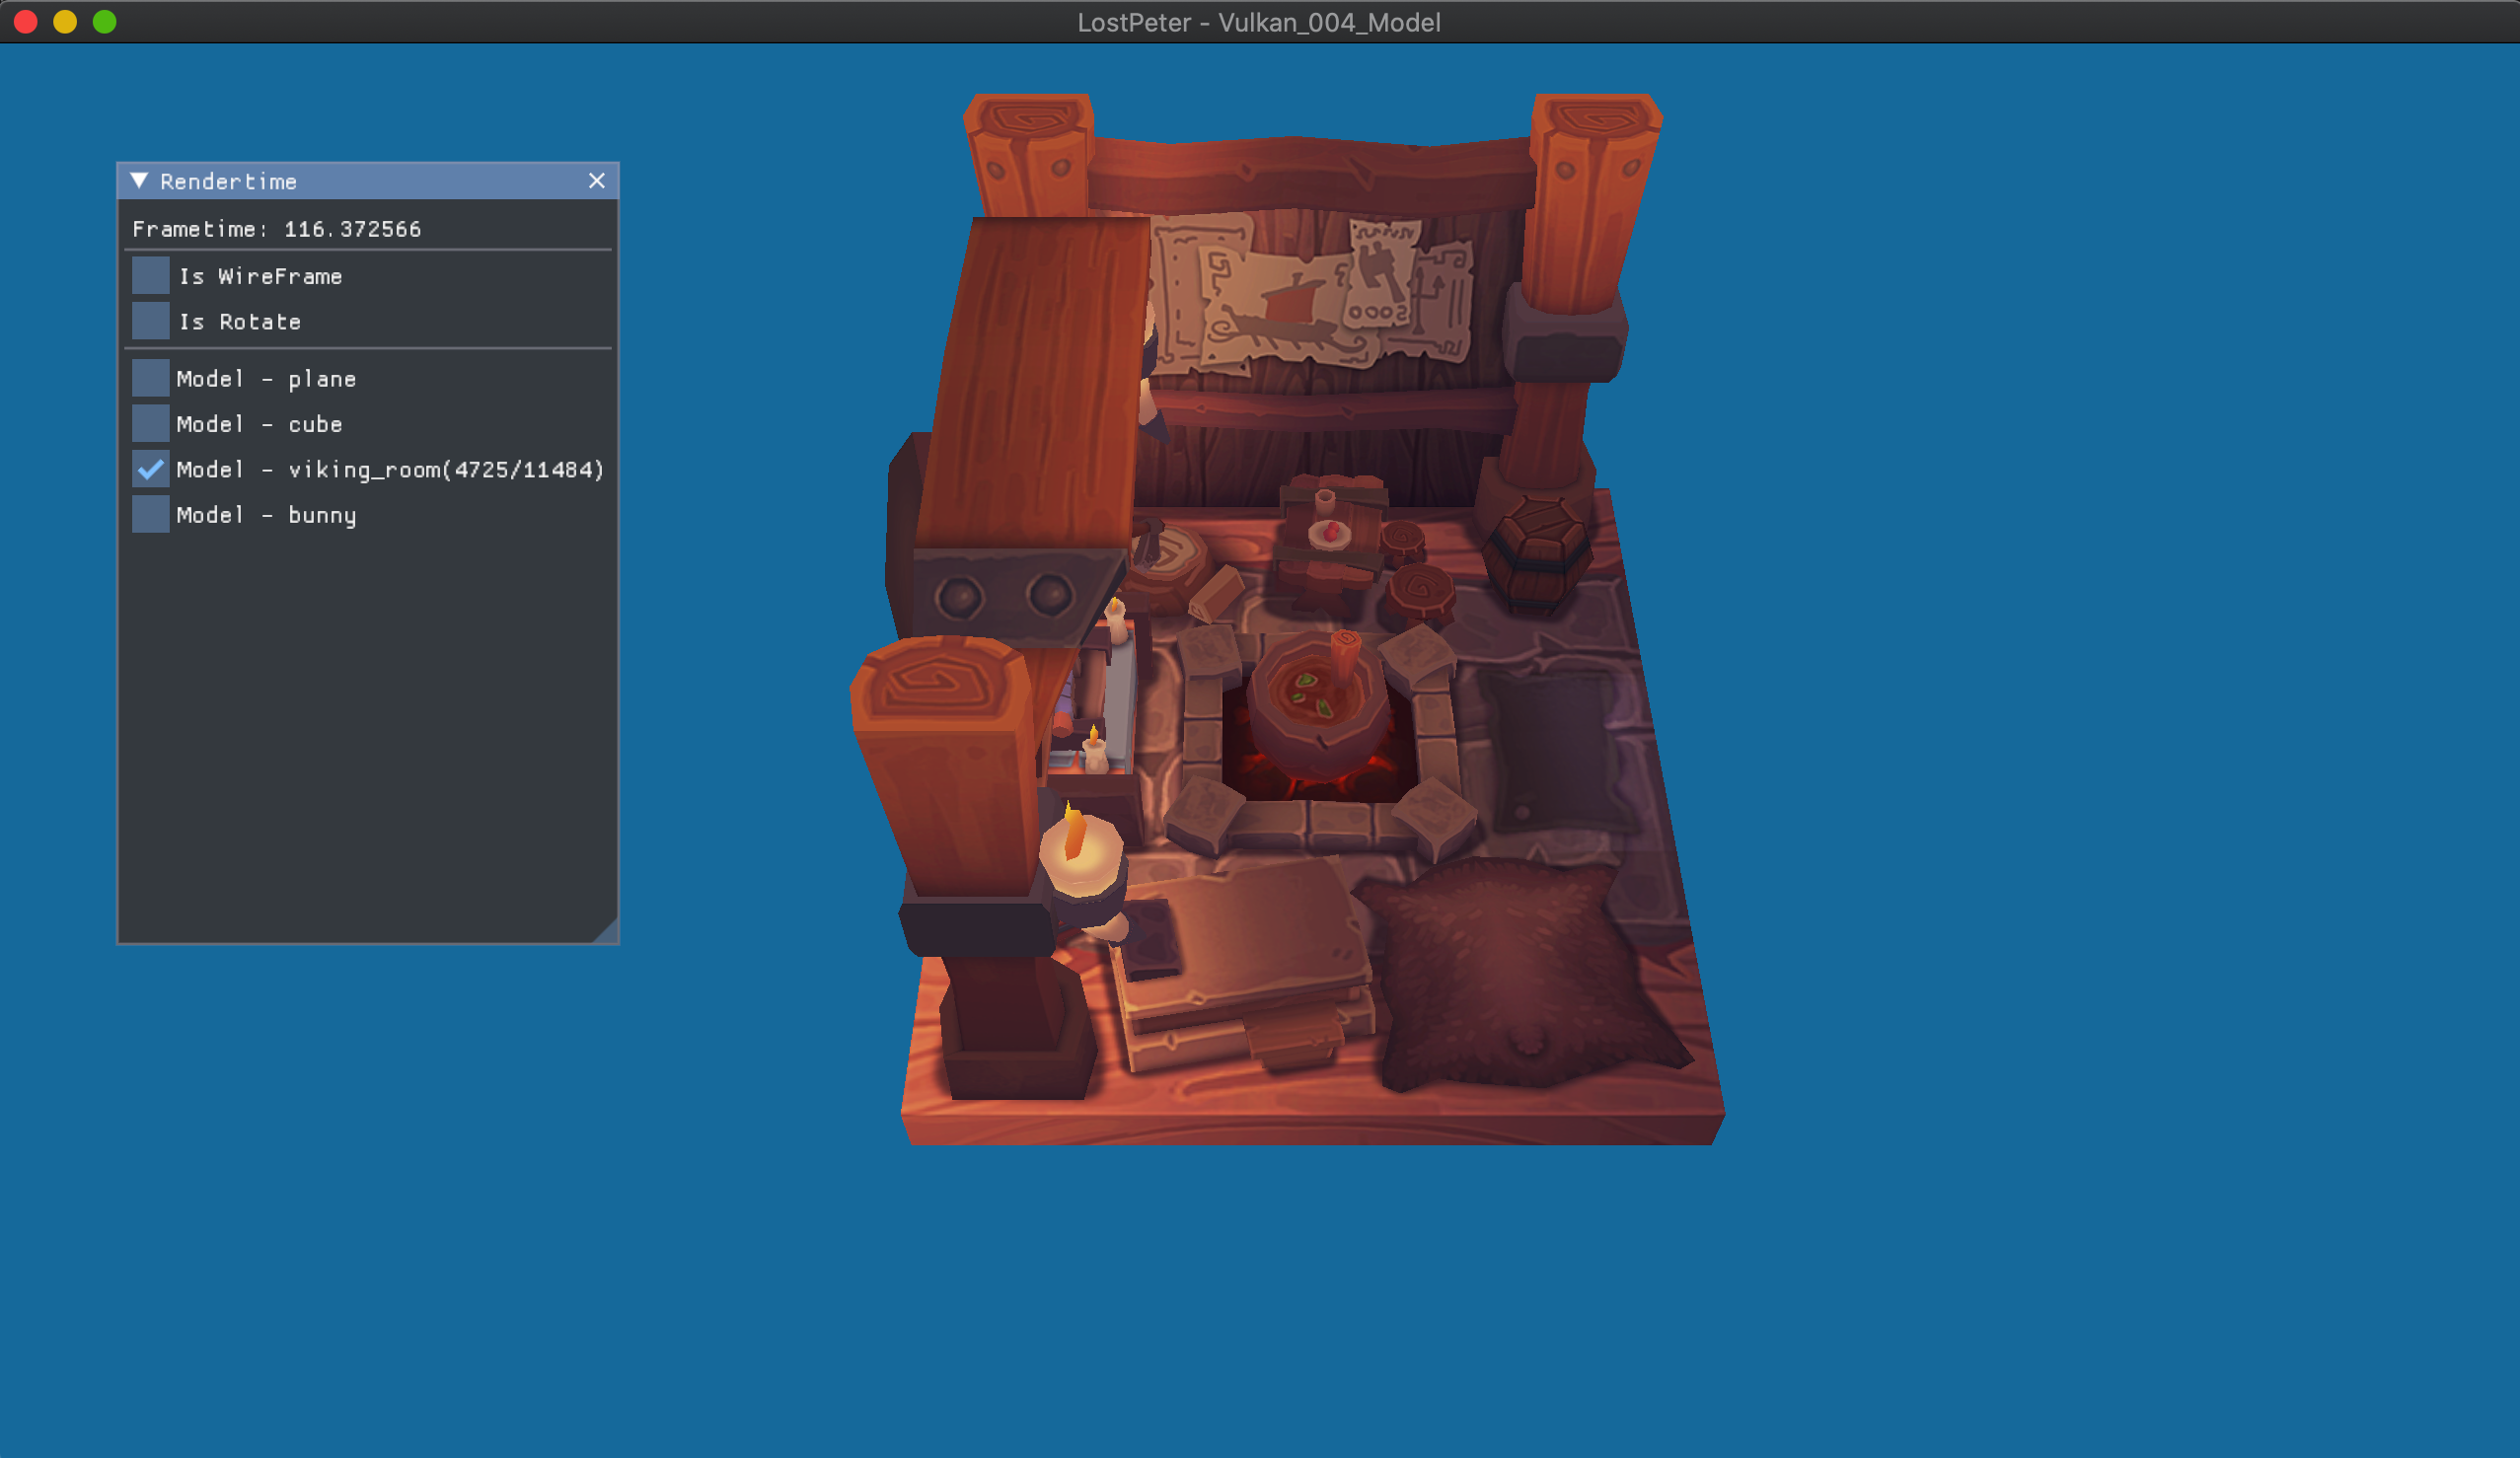 LostPeter - Vulkan_004_Model
Rendertime
Frametime: 116.372566
Is WireFrame
Is Rotate
Model - plane
Model - cube
Model - viking_room(4725/11484)
Model - bunny